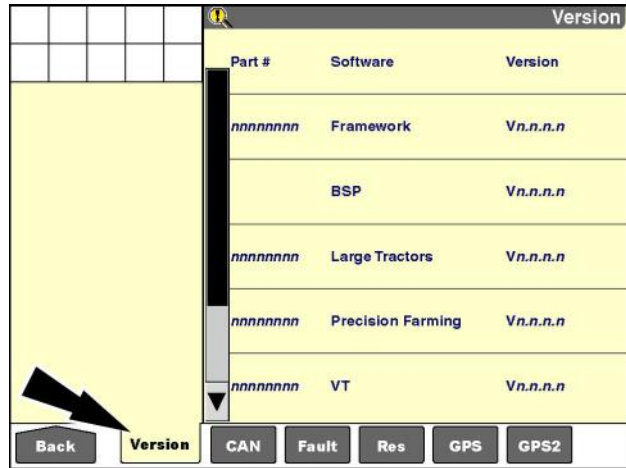 Version
Part # Software Version
nnnnnnnn Framework Vn.n.n.n
BSP Vn.n.n.n
nnnnnnnn Large Tractors Vn.n.n.n
nnnnnnnn Precision Farming Vn.n.n.n
nnnnnnnn VT Vn.n.n.n
Back Version CAN Fault Res GPS GPS2